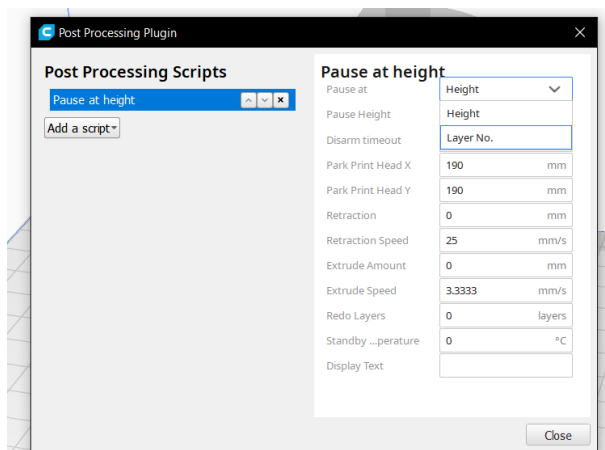 Post Processing Plugin
Post Processing Scripts
Pause at height
Add a script
Pause at height
Pause at Height
Pause Height Height
Disarm timeout Layer No.
Park Print Head X 190 mm
Park Print Head Y 190 mm
Retraction 0 mm
Retraction Speed 25 mm/s
Extrude Amount 0 mm
Extrude Speed 3.3333 mm/s
Redo Layers 0 layers
Standby ...perature 0 °C
Display Text
Close